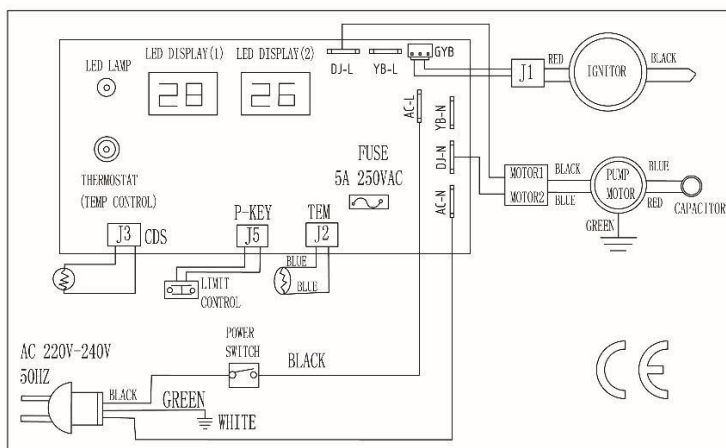 LED DISPLAY(1)
LED DISPLAY(2)
LED LAMP
28
26
DJ-L
YB-L
GYB
J1
RED
IGNITOR
BLACK
AC-L
YB-N
DJ-N
AC-N
THERMOSTAT
(TEMP CONTROL)
FUSE
5A 250VAC
MOTOR1
MOTOR2
BLACK
BLUE
PUMP
MOTOR
BLUE
RED
CAPACITOR
GREEN
J3
CDS
P-KEY
J5
TEM
J2
BLUE
BLUE
LIMIT
CONTROL
POWER
SWITCH
BLACK
AC 220V-240V
50HZ
BLACK
GREEN
WHITE
CE